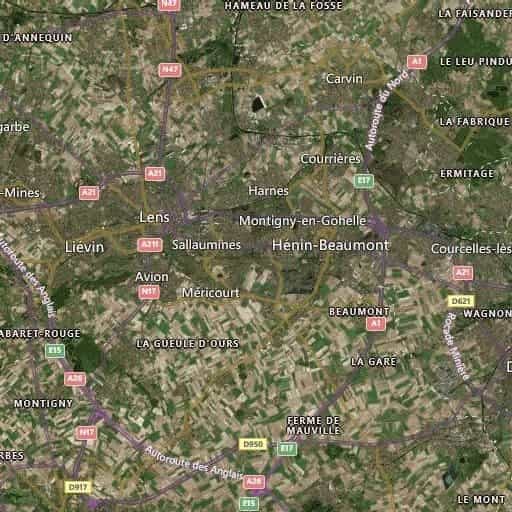 N47
HAMEAU DE LA FOSSE
LA FAISANDER
D'ANNEQUIN
A1
LE LEU PINDU
N47
Carvin
Autoroute du Nord
LA FABRIQUE
garbe
Courrières
A21
ERMITAGE
E17
-Mines
A21
Harnes
Lens
Montigny-en-Gohelle
Liévin
A211
Sallaumines
Hénin-Beaumont
Courcelles-lès
Autoroute des Anglais
Avion
A21
N17
Méricourt
D621
BEAUMONT
WAGNON
A1
ABARET-ROUGE
LA GUEULE D'OURS
E15
LA GARE
Rocade Minière
D
A26
MONTIGNY
FERME DE
MAUVILLE
N17
D950
E17
RBES
Autoroute des Anglais
A26
D917
E15
LE MONT